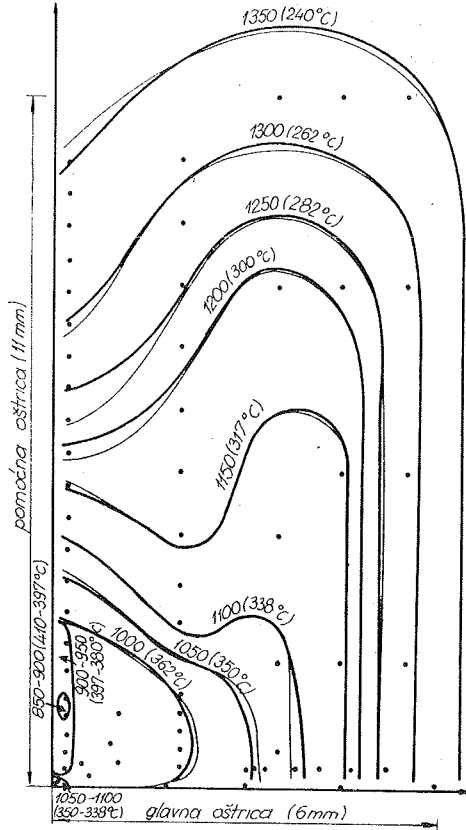 1350 (240°C)
1300 (262°C)
1250 (282°C)
1200 (300°C)
1150 (317°C)
1100 (338°C)
1050 (350°C)
1000 (362°C)
900-950
(397-380°C)
850-900 (410-397°C)
pomoćna oštrica (11 mm)
1050-1100
(350-338°C)
glavna oštrica (6mm)